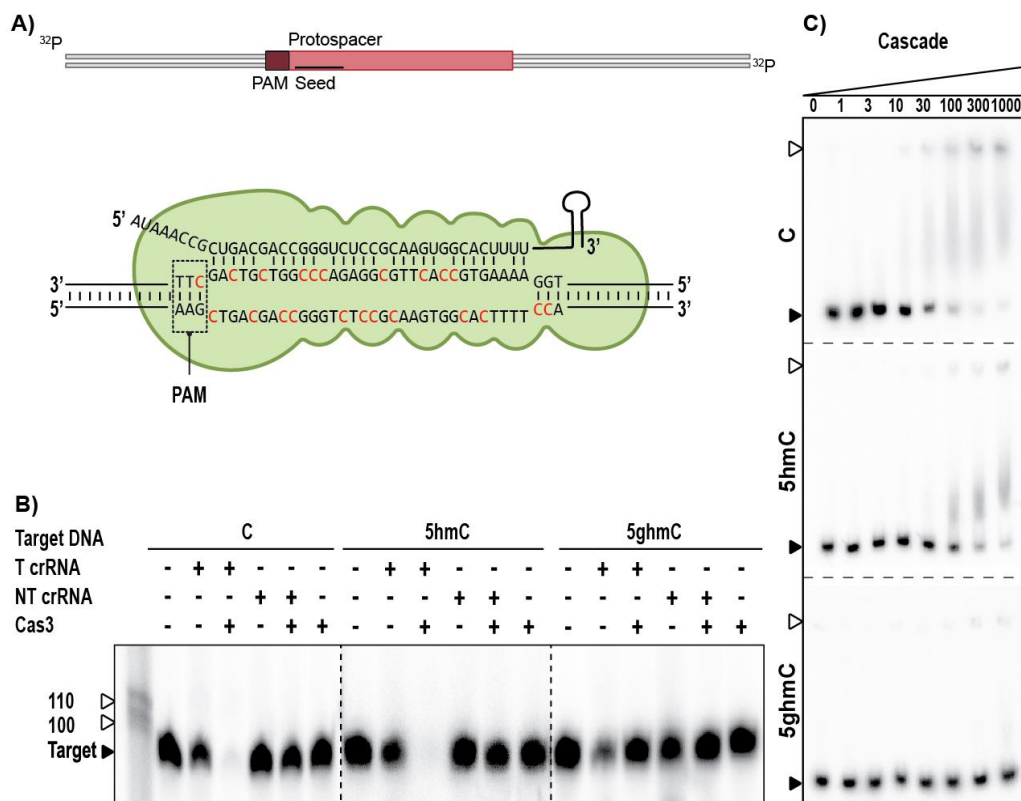 A)
32P
Protospacer
PAM
Seed
32P
5’
AUAAACCG
CUGACGACCGGGUCUCCGCAAGUGGCACUUUU
3’
3’
TTC
GACTGCTGGCCCAGAGGCGTTCACCGTGAAAA
GGT
5’
5’
AAG
CTGACGACCGGGTCTCCGCAAGTGGCACTTTT
CCA
3’
PAM
B)
Target DNA C 5hmC 5ghmC
T crRNA - + + - - - - + + - - - - + + - - -
NT crRNA - - - + + - - - - + + - - - - + + -
Cas3 - - + - + + - - + - + + - - + - + +
110
100
Target
C)
Cascade
0 1 3 10 30 100 300 1000
C
5hmC
5ghmC